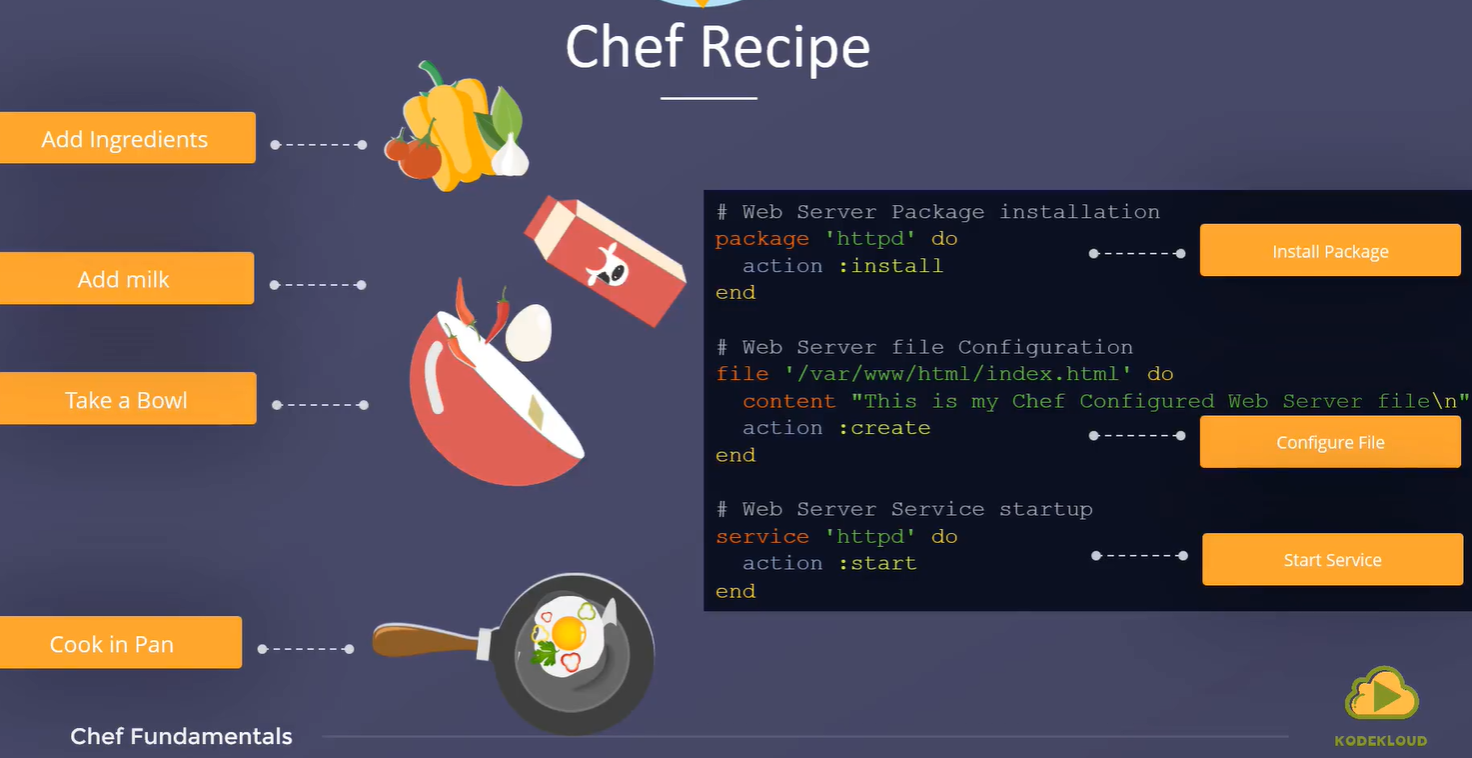 Chef Recipe
Add Ingredients
Add milk
Take a Bowl
Cook in Pan
# Web Server Package installation
package 'httpd' do
  action :install
end
# Web Server file Configuration
file '/var/www/html/index.html' do
  content "This is my Chef Configured Web Server file\n"
  action :create
end
# Web Server Service startup
service 'httpd' do
  action :start
end
Install Package
Configure File
Start Service
Chef Fundamentals
KODEKLOUD